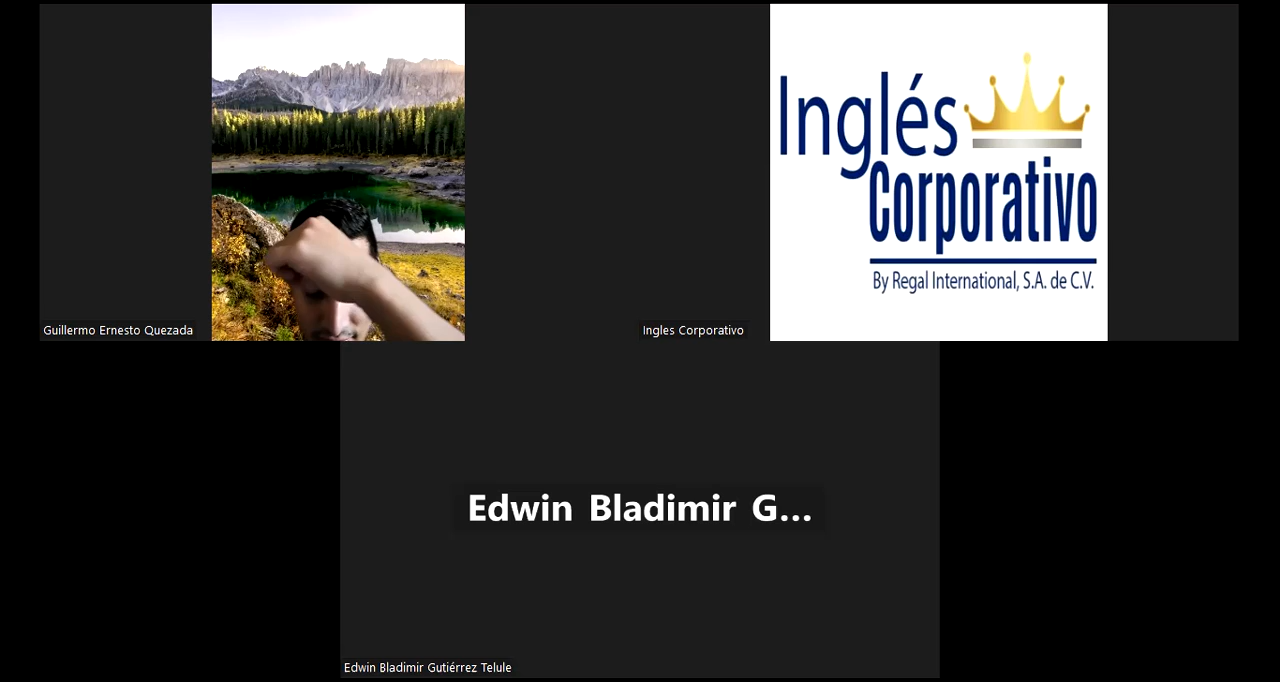 Inglés
Corporativo
By Regal International, S.A. de C.V.
Guillermo Ernesto Quezada
Ingles Corporativo
Edwin Bladimir G...
Edwin Bladimir Gutiérrez Telule